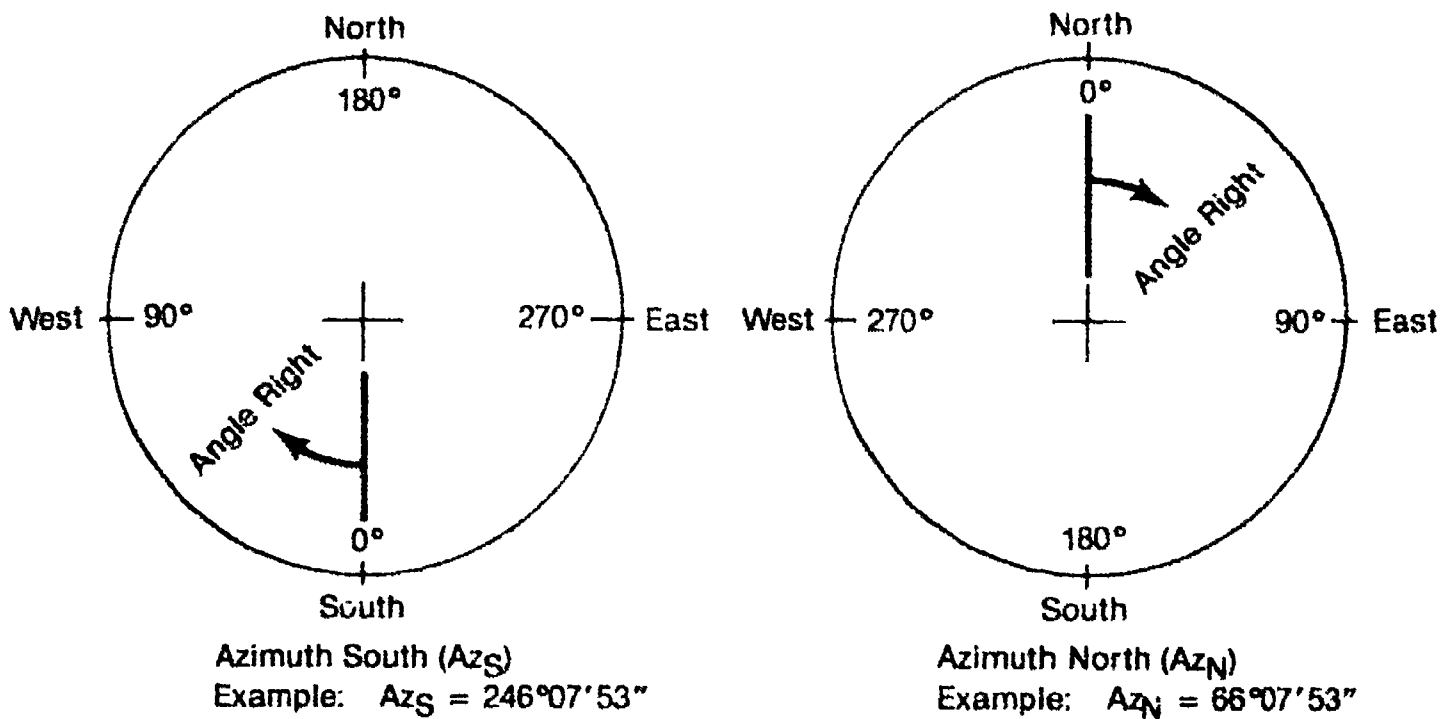 North
180°
West
90°
270°
East
Angle Right
0°
South
Azimuth South (AzS)
Example: AzS = 246°07'53"
North
0°
Angle Right
West
270°
90°
East
180°
South
Azimuth North (AzN)
Example: AzN = 66°07'53"